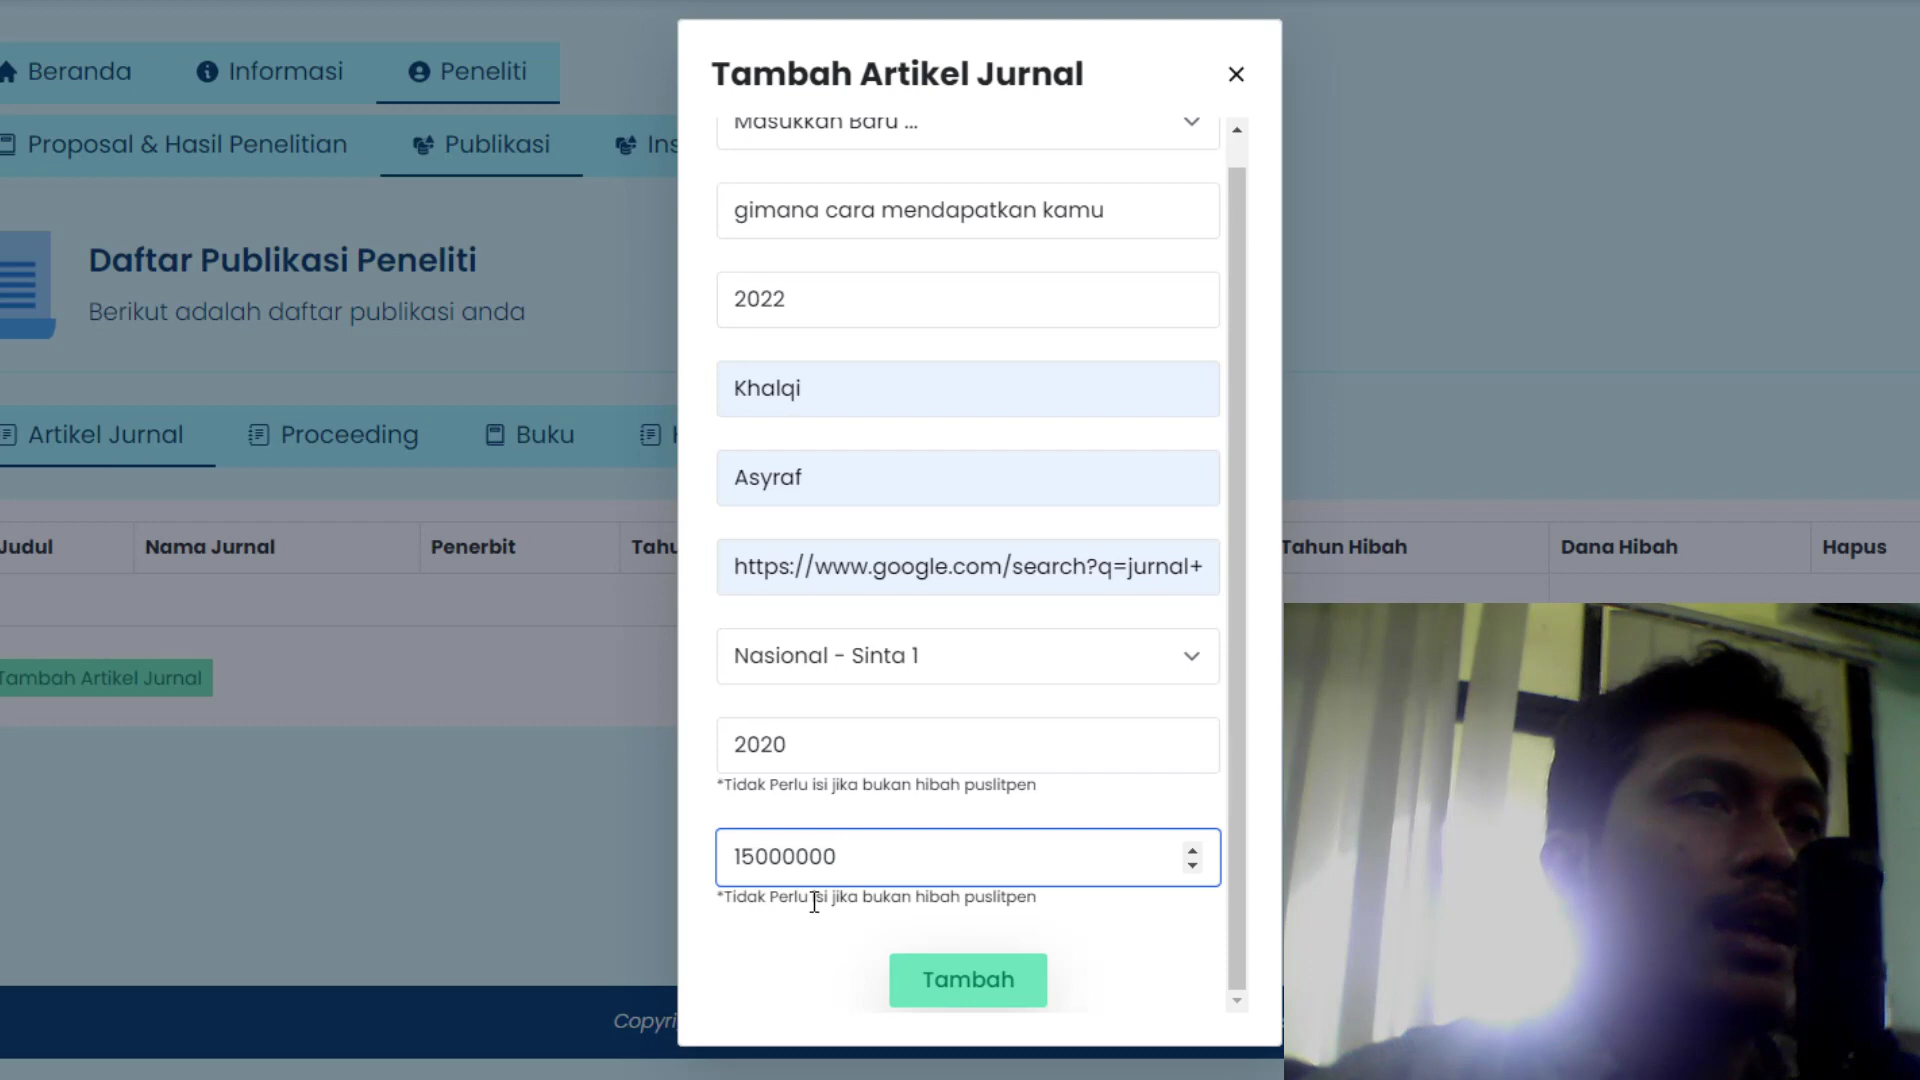 Beranda
Informasi
Peneliti
Proposal & Hasil Penelitian
Publikasi
Daftar Publikasi Peneliti
Berikut adalah daftar publikasi anda
Artikel Jurnal
Proceeding
Buku
Judul
Nama Jurnal
Penerbit
Tahun Hibah
Dana Hibah
Hapus
Tambah Artikel Jurnal
Tambah Artikel Jurnal
Masukkan Baru ...
gimana cara mendapatkan kamu
2022
Khalqi
Asyraf
https://www.google.com/search?q=jurnal+
Nasional - Sinta 1
2020
*Tidak Perlu isi jika bukan hibah puslitpen
15000000
*Tidak Perlu isi jika bukan hibah puslitpen
Tambah